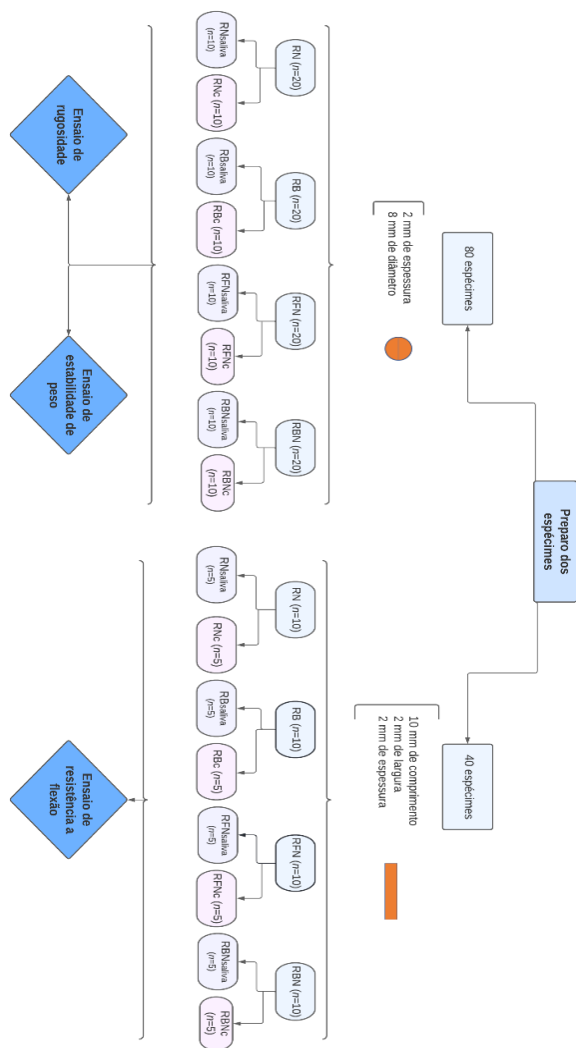 Preparo dos
espécimes
80 espécimes
2 mm de espessura
8 mm de diâmetro
RN (n=20)
RNsaliva
(n=10)
RNc (n=10)
RB (n=20)
RBsaliva
(n=10)
RBc (n=10)
RFN (n=20)
RFNsaliva
(n=10)
RFNc
(n=10)
RBN (n=20)
RBNsaliva
(n=10)
RBNc
(n=10)
Ensaio de
rugosidade
Ensaio de
estabilidade de
peso
40 espécimes
10 mm de comprimento
2 mm de largura
2 mm de espessura
RN (n=10)
RNsaliva
(n=5)
RNc (n=5)
RB (n=10)
RBsaliva
(n=5)
RBc (n=5)
RFN (n=10)
RFNsaliva
(n=5)
RFNc (n=5)
RBN (n=10)
RBNsaliva
(n=5)
RBNc
(n=5)
Ensaio de
resistência a
flexão